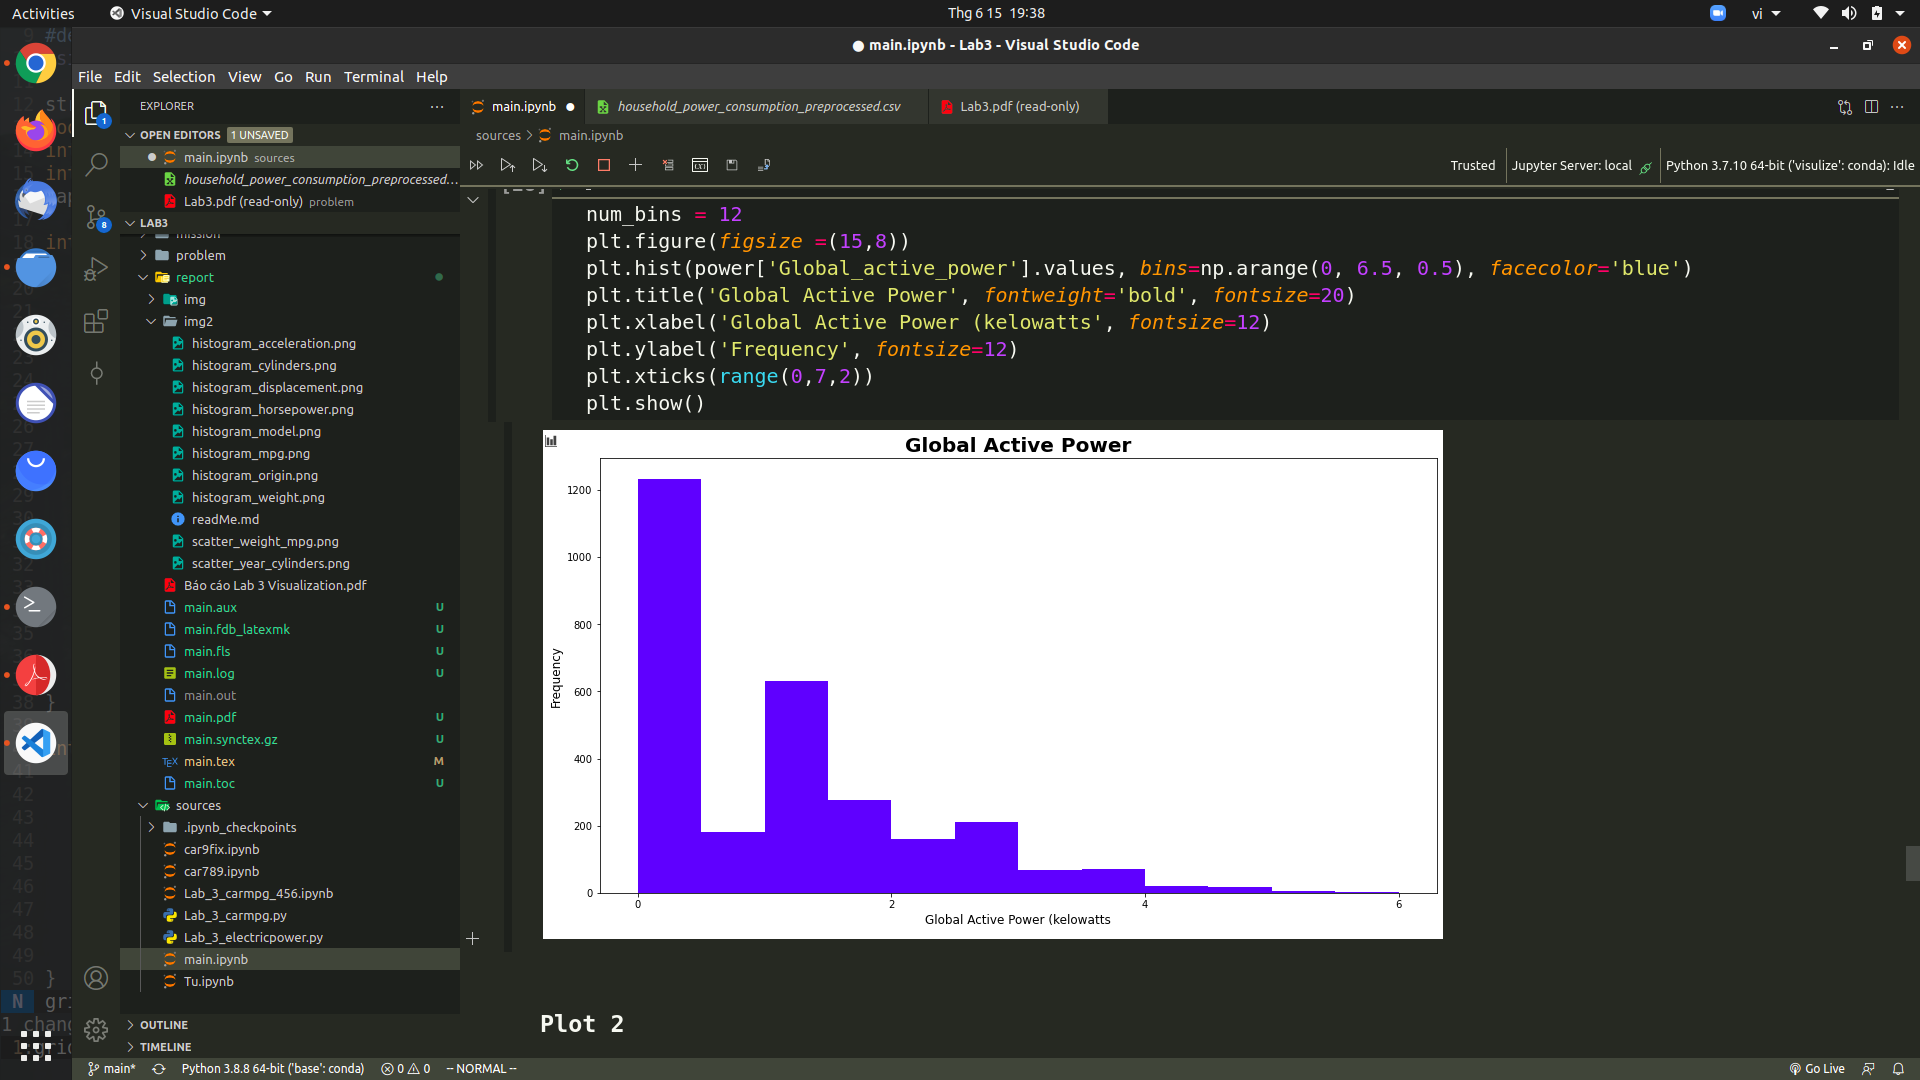 Activities
Visual Studio Code
Thg 6 15 19:38
vi
● main.ipynb - Lab3 - Visual Studio Code
File Edit Selection View Go Run Terminal Help
EXPLORER
OPEN EDITORS 1 UNSAVED
main.ipynb sources
household_power_consumption_preprocessed...
Lab3.pdf (read-only) problem
LAB3
mission
problem
report
img
img2
histogram_acceleration.png
histogram_cylinders.png
histogram_displacement.png
histogram_horsepower.png
histogram_model.png
histogram_mpg.png
histogram_origin.png
histogram_weight.png
readMe.md
scatter_weight_mpg.png
scatter_year_cylinders.png
Báo cáo Lab 3 Visualization.pdf
main.aux U
main.fdb_latexmk U
main.fls U
main.log U
main.out
main.pdf U
main.synctex.gz U
main.tex M
main.toc U
sources
.ipynb_checkpoints
car9fix.ipynb
car789.ipynb
Lab_3_carmpg_456.ipynb
Lab_3_carmpg.py
Lab_3_electricpower.py
main.ipynb
Tu.ipynb
OUTLINE
TIMELINE
main.ipynb
household_power_consumption_preprocessed.csv
Lab3.pdf (read-only)
sources > main.ipynb
Trusted
Jupyter Server: local
Python 3.7.10 64-bit ('visulize': conda): Idle
num_bins = 12
plt.figure(figsize =(15,8))
plt.hist(power['Global_active_power'].values, bins=np.arange(0, 6.5, 0.5), facecolor='blue')
plt.title('Global Active Power', fontweight='bold', fontsize=20)
plt.xlabel('Global Active Power (kelowatts', fontsize=12)
plt.ylabel('Frequency', fontsize=12)
plt.xticks(range(0,7,2))
plt.show()
Global Active Power
1200
1000
800
600
400
200
0
Frequency
0 2 4 6
Global Active Power (kelowatts
Plot 2
main*
Python 3.8.8 64-bit ('base': conda)
0 0
-- NORMAL --
Go Live